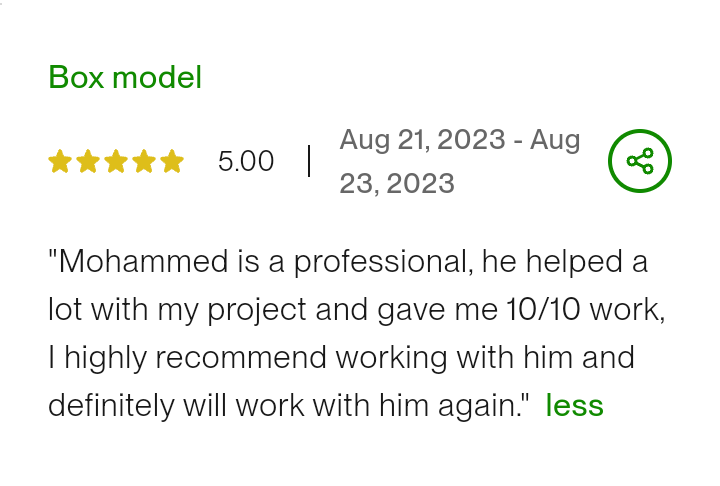 Box model
5.00
Aug 21, 2023 - Aug
23, 2023
"Mohammed is a professional, he helped a
lot with my project and gave me 10/10 work,
I highly recommend working with him and
definitely will work with him again." less